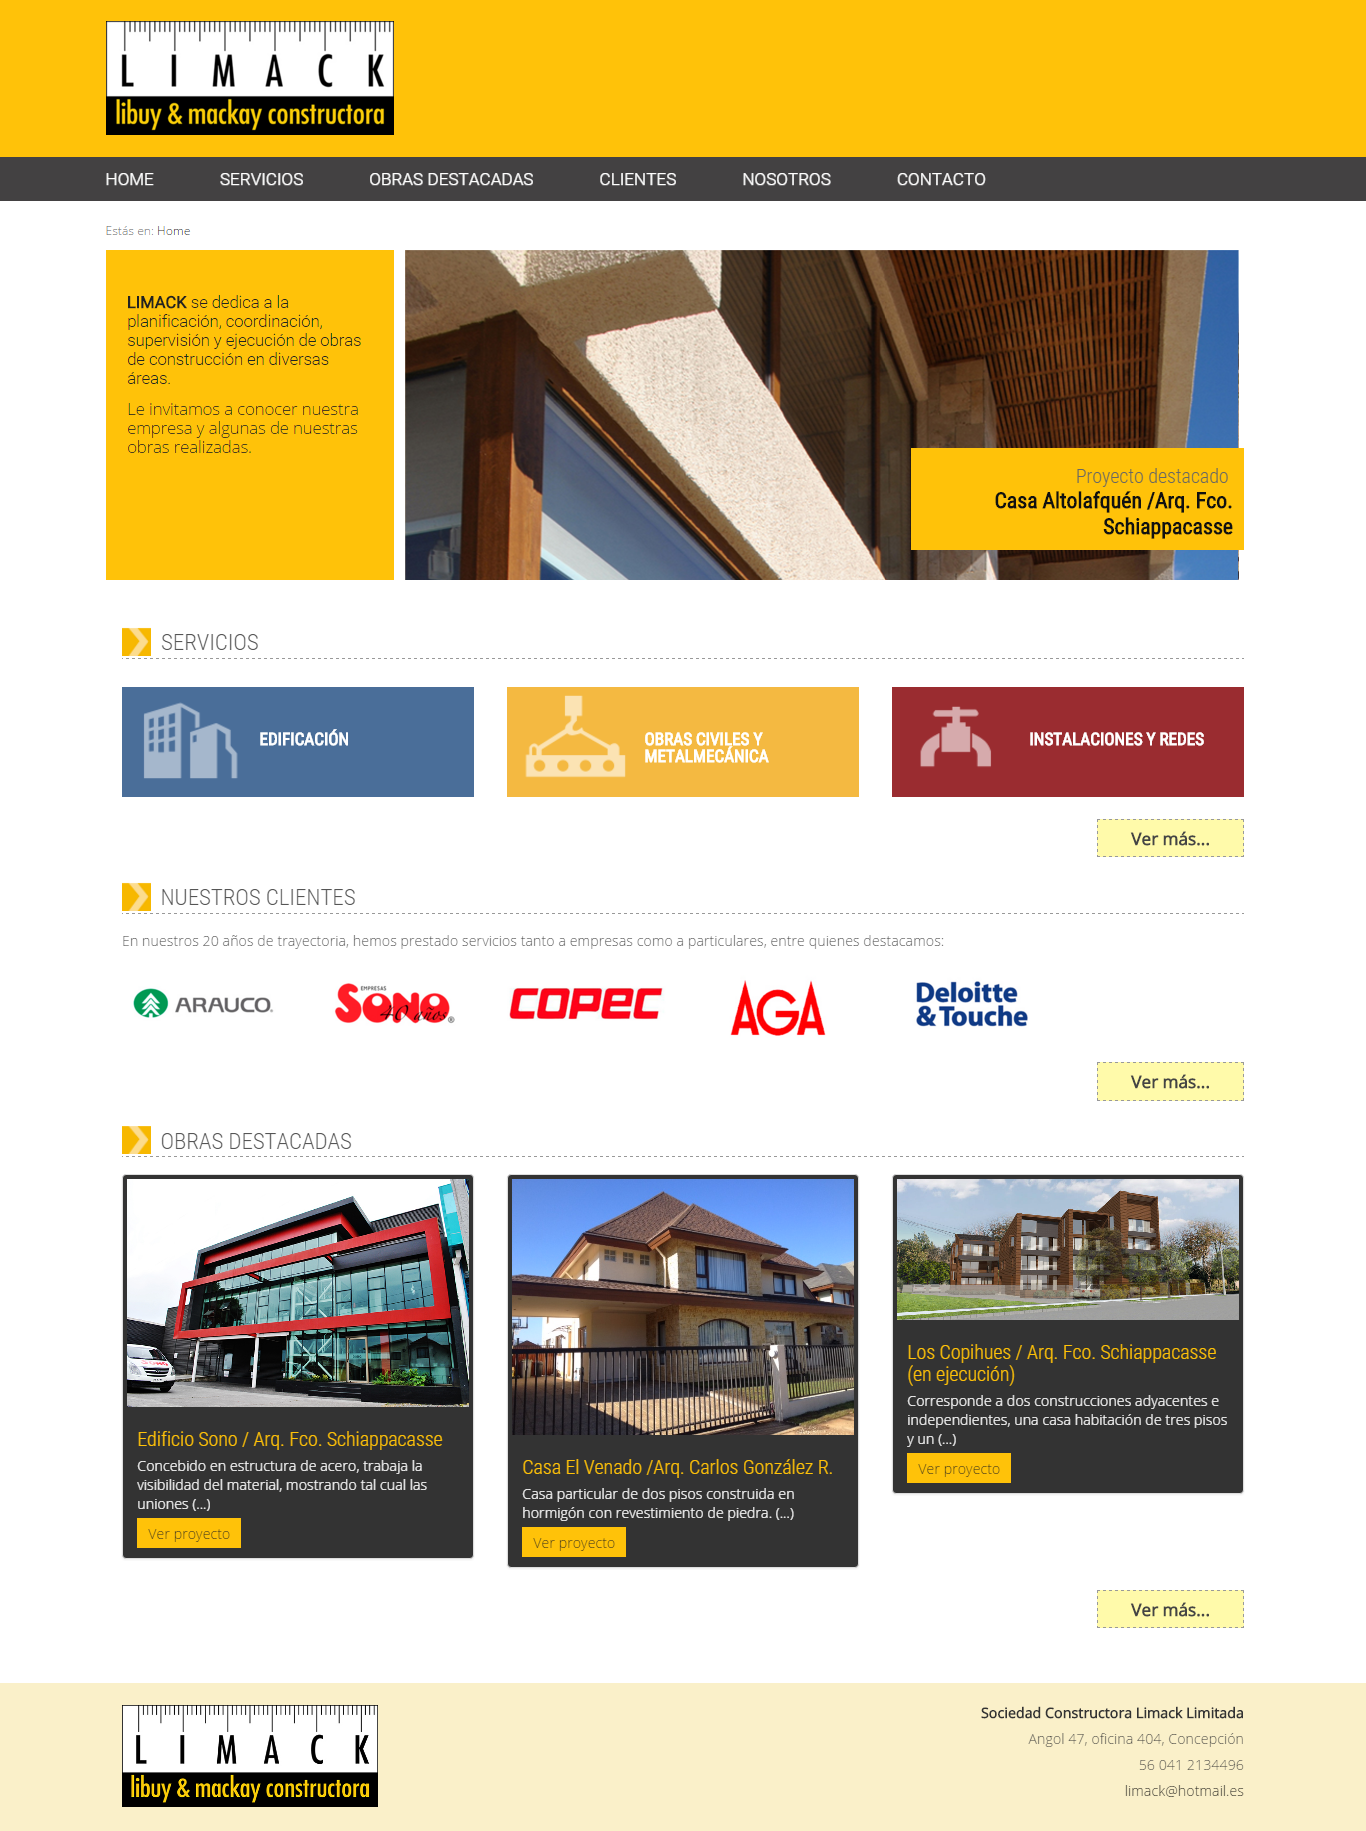 LIMACK
libuy & mackay constructora
HOME SERVICIOS OBRAS DESTACADAS CLIENTES NOSOTROS CONTACTO
Estás en: Home
LIMACK se dedica a la
planificación, coordinación,
supervisión y ejecución de obras
de construcción en diversas
áreas.
Le invitamos a conocer nuestra
empresa y algunas de nuestras
obras realizadas.
Proyecto destacado
Casa Altolafquén /Arq. Fco.
Schiappacasse
SERVICIOS
EDIFICACIÓN
OBRAS CIVILES Y
METALMECÁNICA
INSTALACIONES Y REDES
Ver más...
NUESTROS CLIENTES
En nuestros 20 años de trayectoria, hemos prestado servicios tanto a empresas como a particulares, entre quienes destacamos:
ARAUCO
EMPRESAS
SONO
40 años®
COPEC
AGA
Deloitte
& Touche
Ver más...
OBRAS DESTACADAS
Edificio Sono / Arq. Fco. Schiappacasse
Concebido en estructura de acero, trabaja la
visibilidad del material, mostrando tal cual las
uniones (...)
Ver proyecto
Casa El Venado /Arq. Carlos González R.
Casa particular de dos pisos construida en
hormigón con revestimiento de piedra. (...)
Ver proyecto
Los Copihues / Arq. Fco. Schiappacasse
(en ejecución)
Corresponde a dos construcciones adyacentes e
independientes, una casa habitación de tres pisos
y un (...)
Ver proyecto
Ver más...
LIMACK
libuy & mackay constructora
Sociedad Constructora Limack Limitada
Angol 47, oficina 404, Concepción
56 041 2134496
limack@hotmail.es